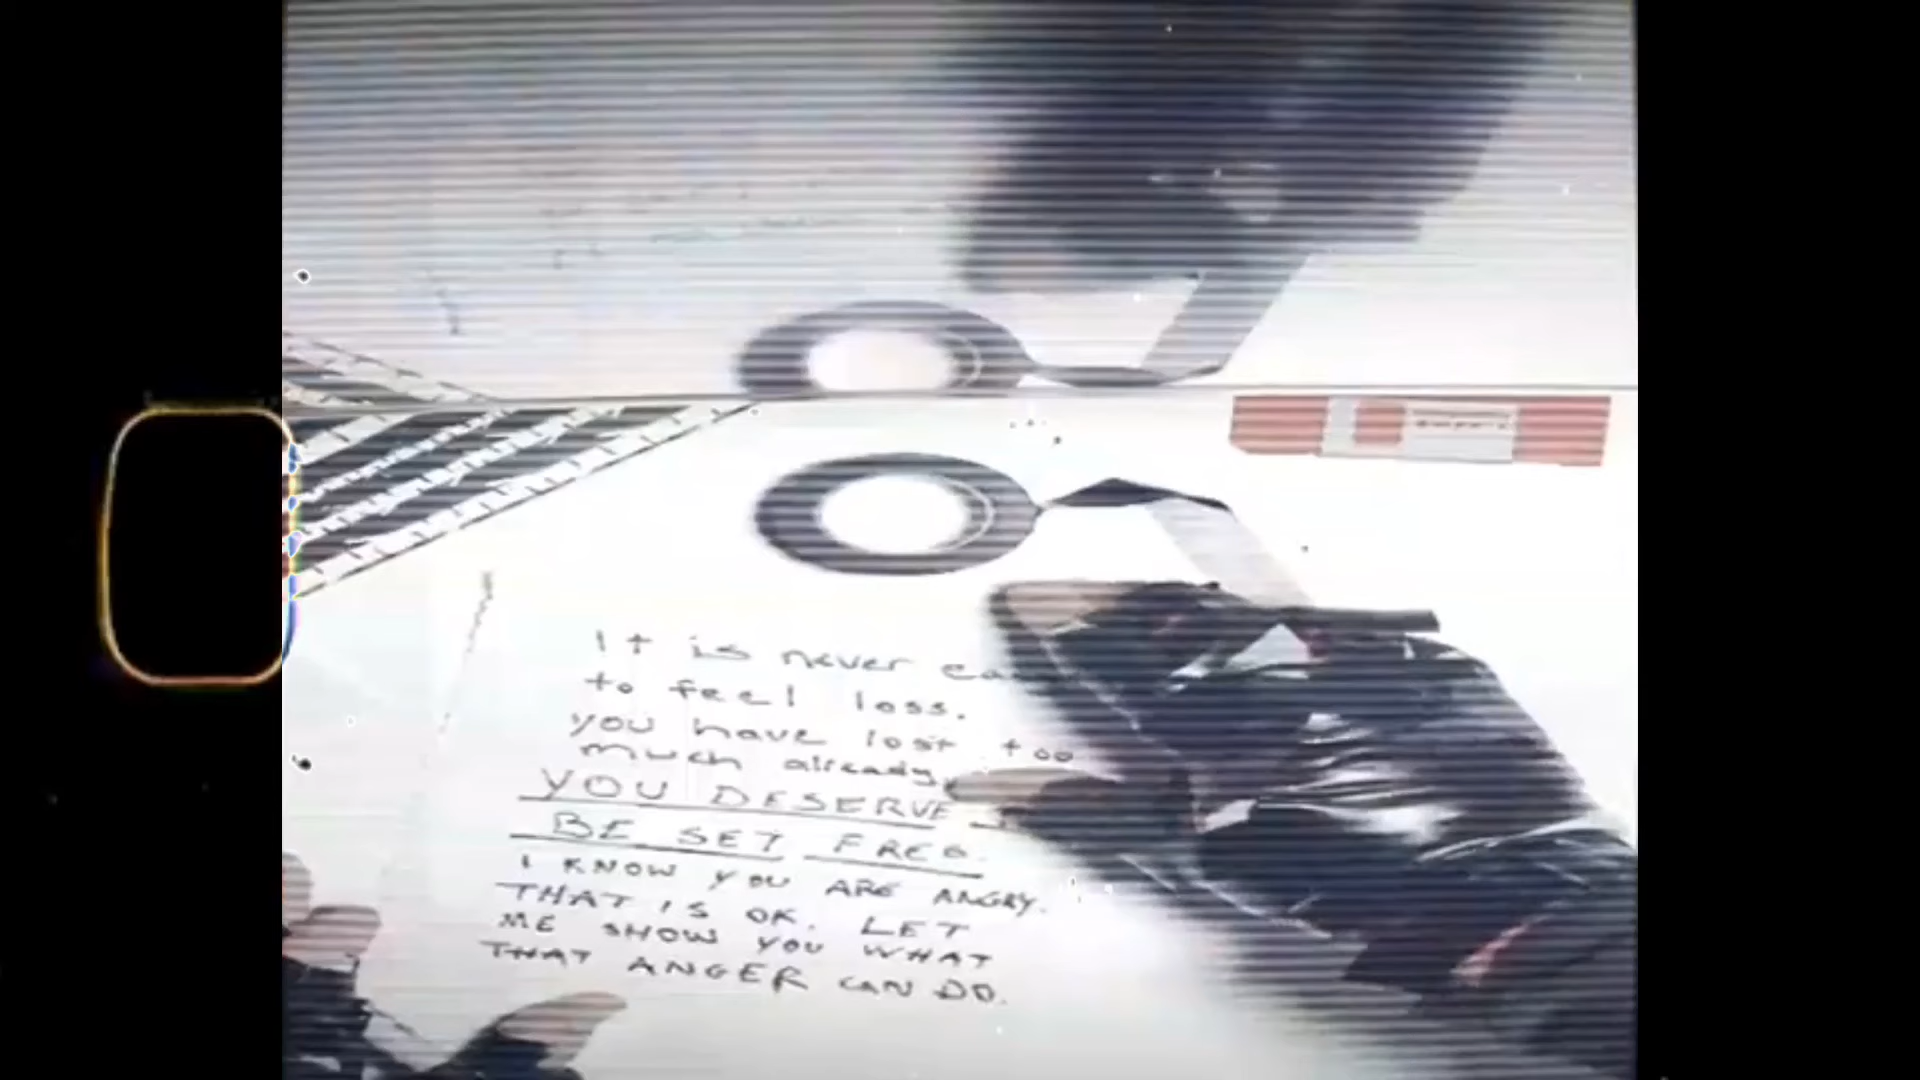 It is never
to feel loss.
you have lost too
much already.
YOU DESERVE
BE SET FREE.
I KNOW YOU ARE ANGRY.
THAT IS OK. LET
ME SHOW YOU WHAT
THAT ANGER CAN DO.